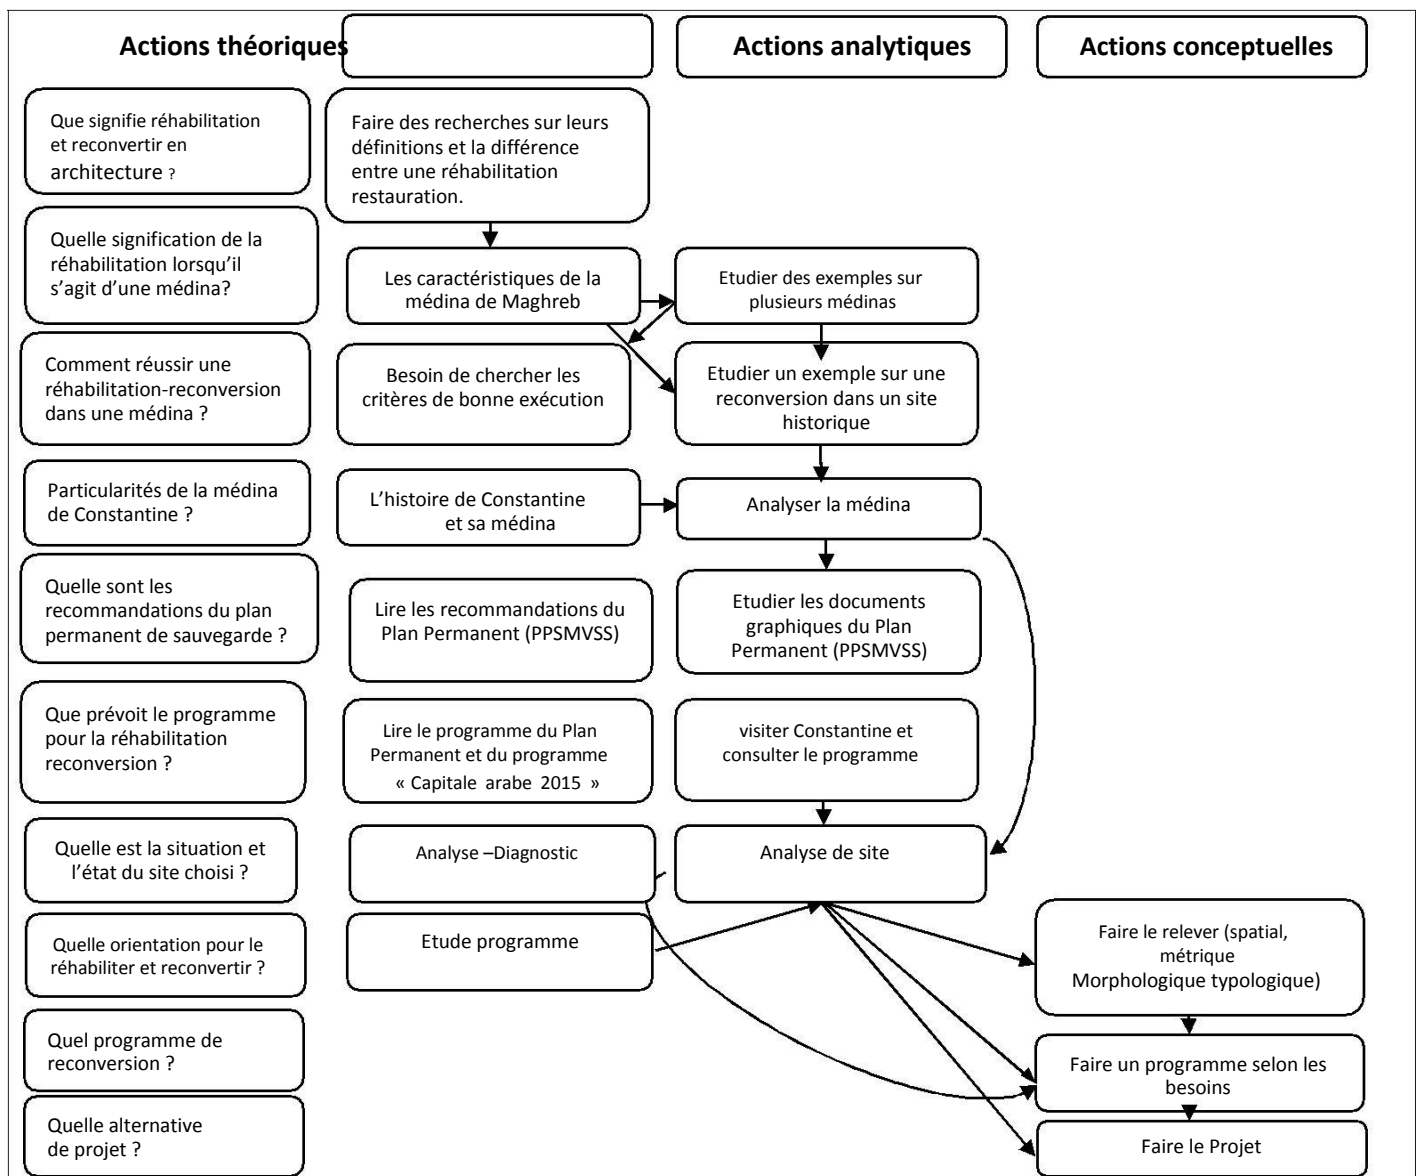 Actions théoriques
Actions analytiques
Actions conceptuelles
Que signifie réhabilitation
et reconvertir en
architecture ?
Faire des recherches sur leurs
définitions et la différence
entre une réhabilitation
restauration.
Quelle signification de la
réhabilitation lorsqu’il
s’agit d’une médina?
Les caractéristiques de la
médina de Maghreb
Etudier des exemples sur
plusieurs médinas
Comment réussir une
réhabilitation-reconversion
dans une médina ?
Besoin de chercher les
critères de bonne exécution
Etudier un exemple sur une
reconversion dans un site
historique
Particularités de la médina
de Constantine ?
L’histoire de Constantine
et sa médina
Analyser la médina
Quelle sont les
recommandations du plan
permanent de sauvegarde ?
Lire les recommandations du
Plan Permanent (PPSMVSS)
Etudier les documents
graphiques du Plan
Permanent (PPSMVSS)
Que prévoit le programme
pour la réhabilitation
reconversion ?
Lire le programme du Plan
Permanent et du programme
« Capitale arabe 2015 »
visiter Constantine et
consulter le programme
Quelle est la situation et
l’état du site choisi ?
Analyse –Diagnostic
Analyse de site
Quelle orientation pour le
réhabiliter et reconvertir ?
Etude programme
Faire le relever (spatial,
métrique
Morphologique typologique)
Quel programme de
reconversion ?
Faire un programme selon les
besoins
Quelle alternative
de projet ?
Faire le Projet